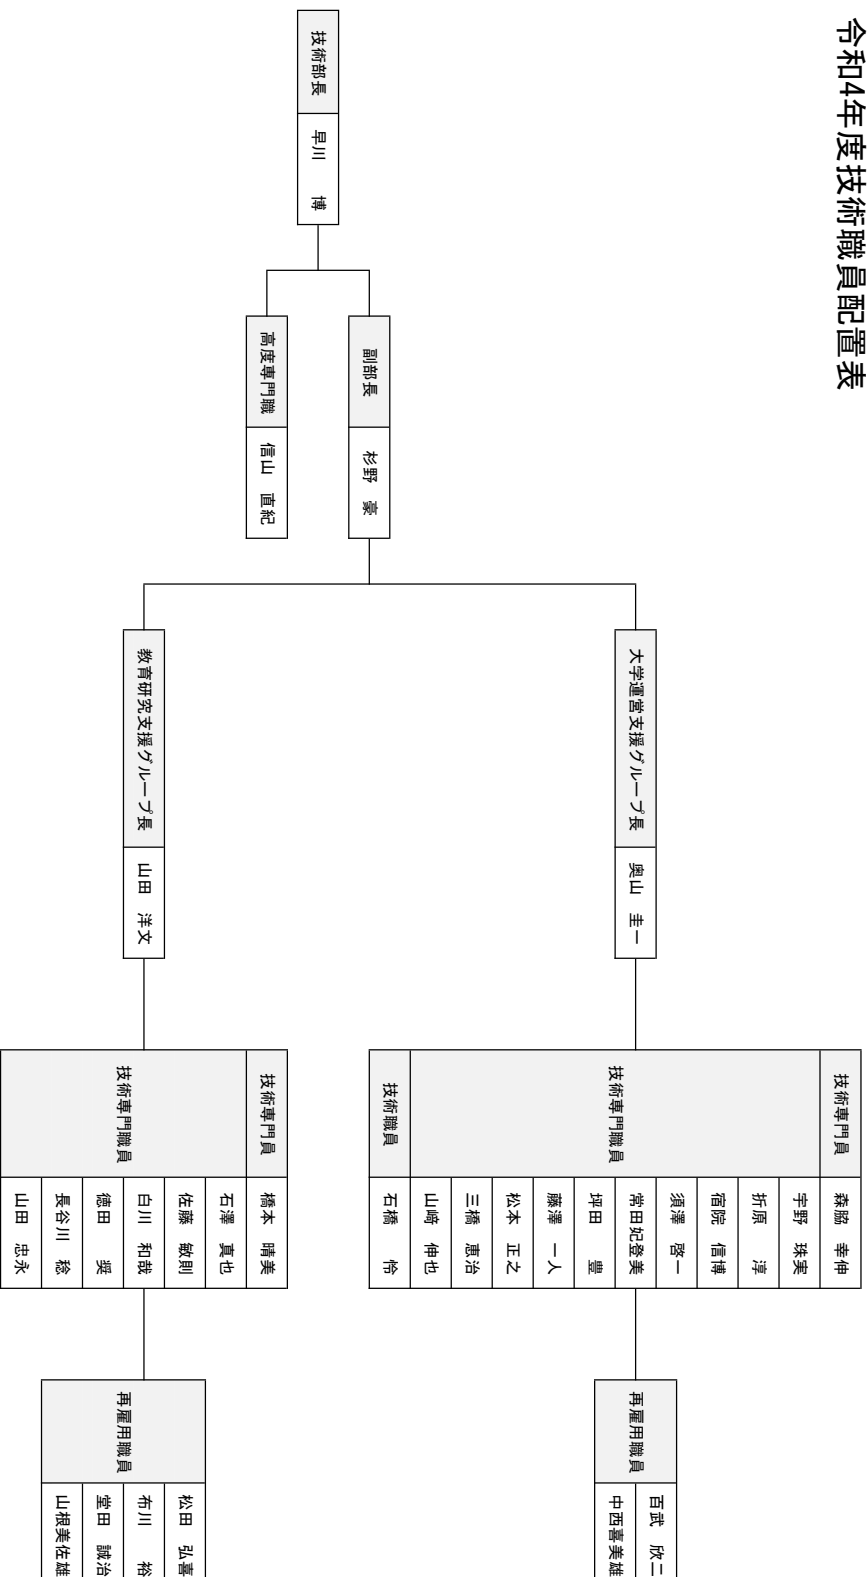 令和4年度技術職員配置表
技術部長 早川 博
副部長 杉野 豪
高度専門職 信山 直紀
大学運営支援グループ長 奥山 圭一
技術専門員 森脇 幸伸
技術専門職員 宇野 珠実
折原 淳
宿院 信博
須澤 啓一
常田妃登美
坪田 豊
藤澤 一人
松本 正之
三橋 恵治
山﨑 伸也
技術職員 石橋 怜
再雇用職員 百武 欣二
中西喜美雄
教育研究支援グループ長 山田 洋文
技術専門員 橋本 晴美
技術専門職員 石澤 真也
佐藤 敏則
白川 和哉
徳田 奨
長谷川 稔
山田 忠永
再雇用職員 松田 弘喜
布川 裕
堂田 誠治
山根美佐雄